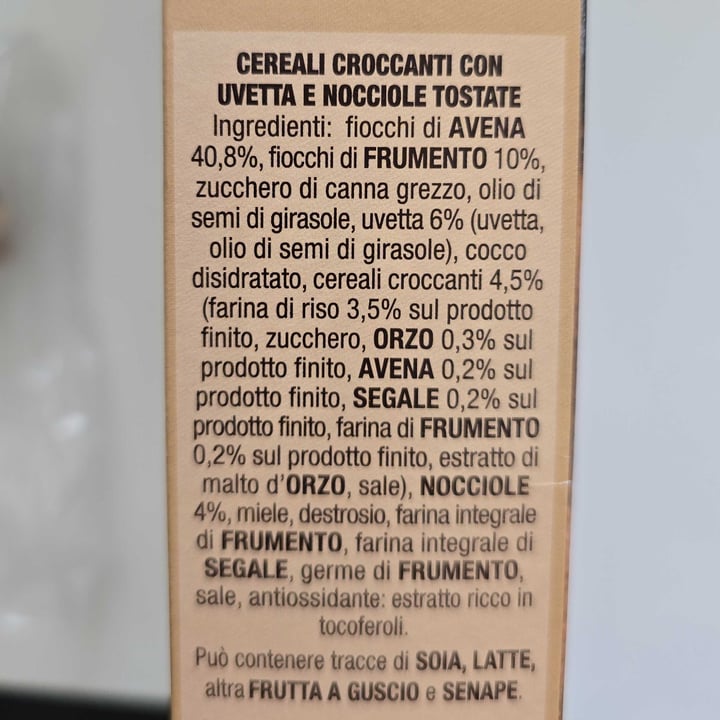 CEREALI CROCCANTI CON
UVETTA E NOCCIOLE TOSTATE
Ingredienti: fiocchi di AVENA
40,8%, fiocchi di FRUMENTO 10%,
zucchero di canna grezzo, olio di
semi di girasole, uvetta 6% (uvetta,
olio di semi di girasole), cocco
disidratato, cereali croccanti 4,5%
(farina di riso 3,5% sul prodotto
finito, zucchero, ORZO 0,3% sul
prodotto finito, AVENA 0,2% sul
prodotto finito, SEGALE 0,2% sul
prodotto finito, farina di FRUMENTO
0,2% sul prodotto finito, estratto di
malto d'ORZO, sale), NOCCIOLE
4%, miele, destrosio, farina integrale
di FRUMENTO, farina integrale di
SEGALE, germe di FRUMENTO,
sale, antiossidante: estratto ricco in
tocoferoli.
Può contenere tracce di SOIA, LATTE,
altra FRUTTA A GUSCIO e SENAPE.